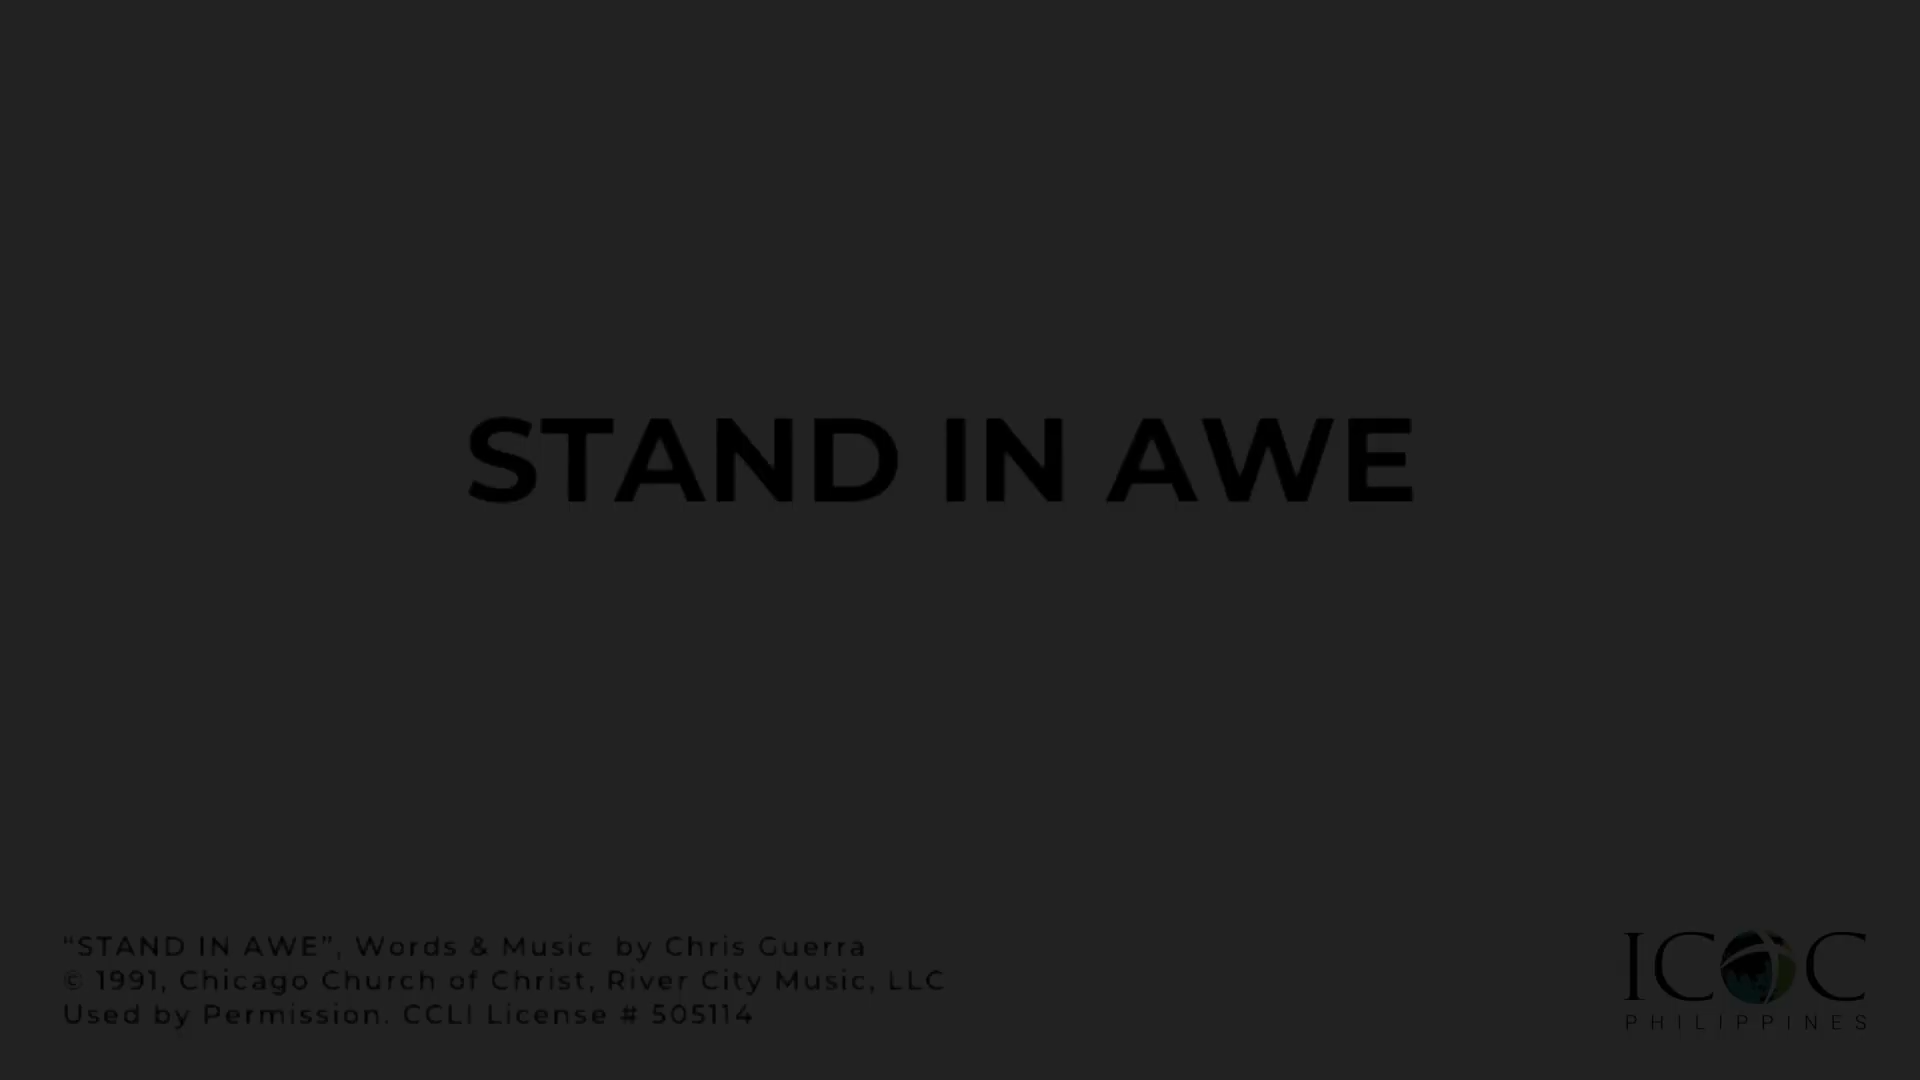 STAND IN AWE
“STAND IN AWE”, Words & Music by Chris Guerra
© 1991, Chicago Church of Christ, River City Music, LLC
Used by Permission. CCLI License # 505114
ICOC
PHILIPPINES